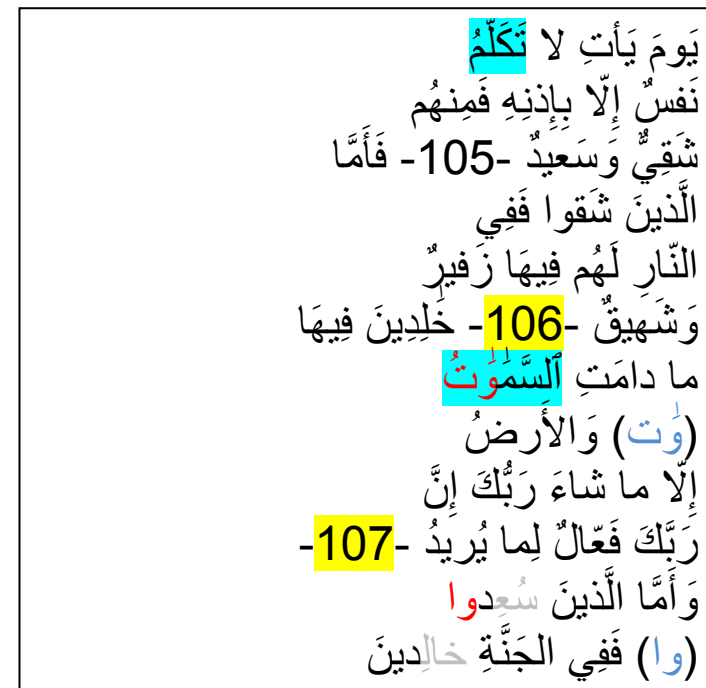 يَومَ يَأتِ لا تَكَلَّمُ
نَفسٌ إِلّا بِإِذنِهِ فَمِنهُم
شَقِيٌّ وَسَعيدٌ -105- فَأَمَّا
الَّذينَ شَقوا فَفِي
النّارِ لَهُم فِيهَا زَفيرٌ
وَشَهيقٌ -106- خَٰلِدِينَ فِيهَا
ما دامَتِ ٱلسَّمَٰوَٰتُ
(وَٰت) وَالأَرضُ
إِلّا ما شاءَ رَبُّكَ إِنَّ
رَبَّكَ فَعّالٌ لِما يُريدُ -107-
وَأَمَّا الَّذينَ سُعِدوا
(وا) فَفِي الجَنَّةِ خالِدينَ